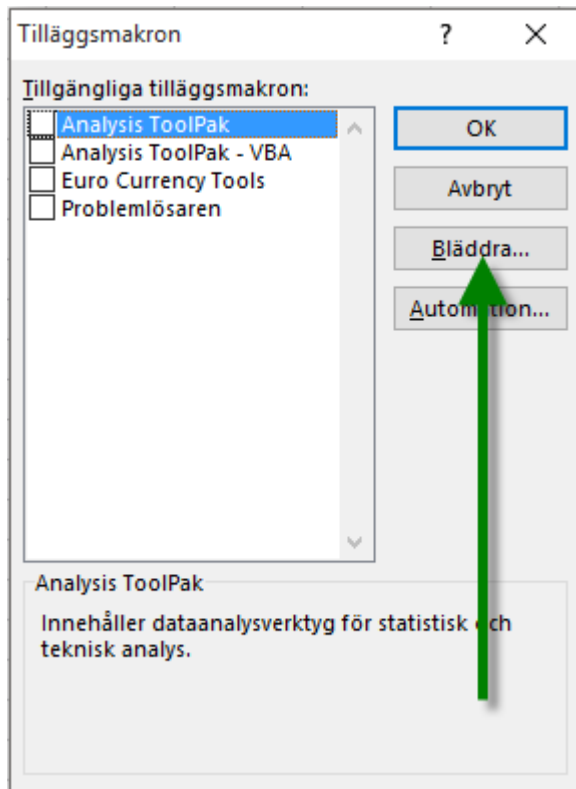 Tilläggsmakron
?
Tillgängliga tilläggsmakron:
Analysis ToolPak
Analysis ToolPak - VBA
Euro Currency Tools
Problemlösaren
OK
Avbryt
Bläddra...
Automation...
Analysis ToolPak
Innehåller dataanalysverktyg för statistisk och
teknisk analys.